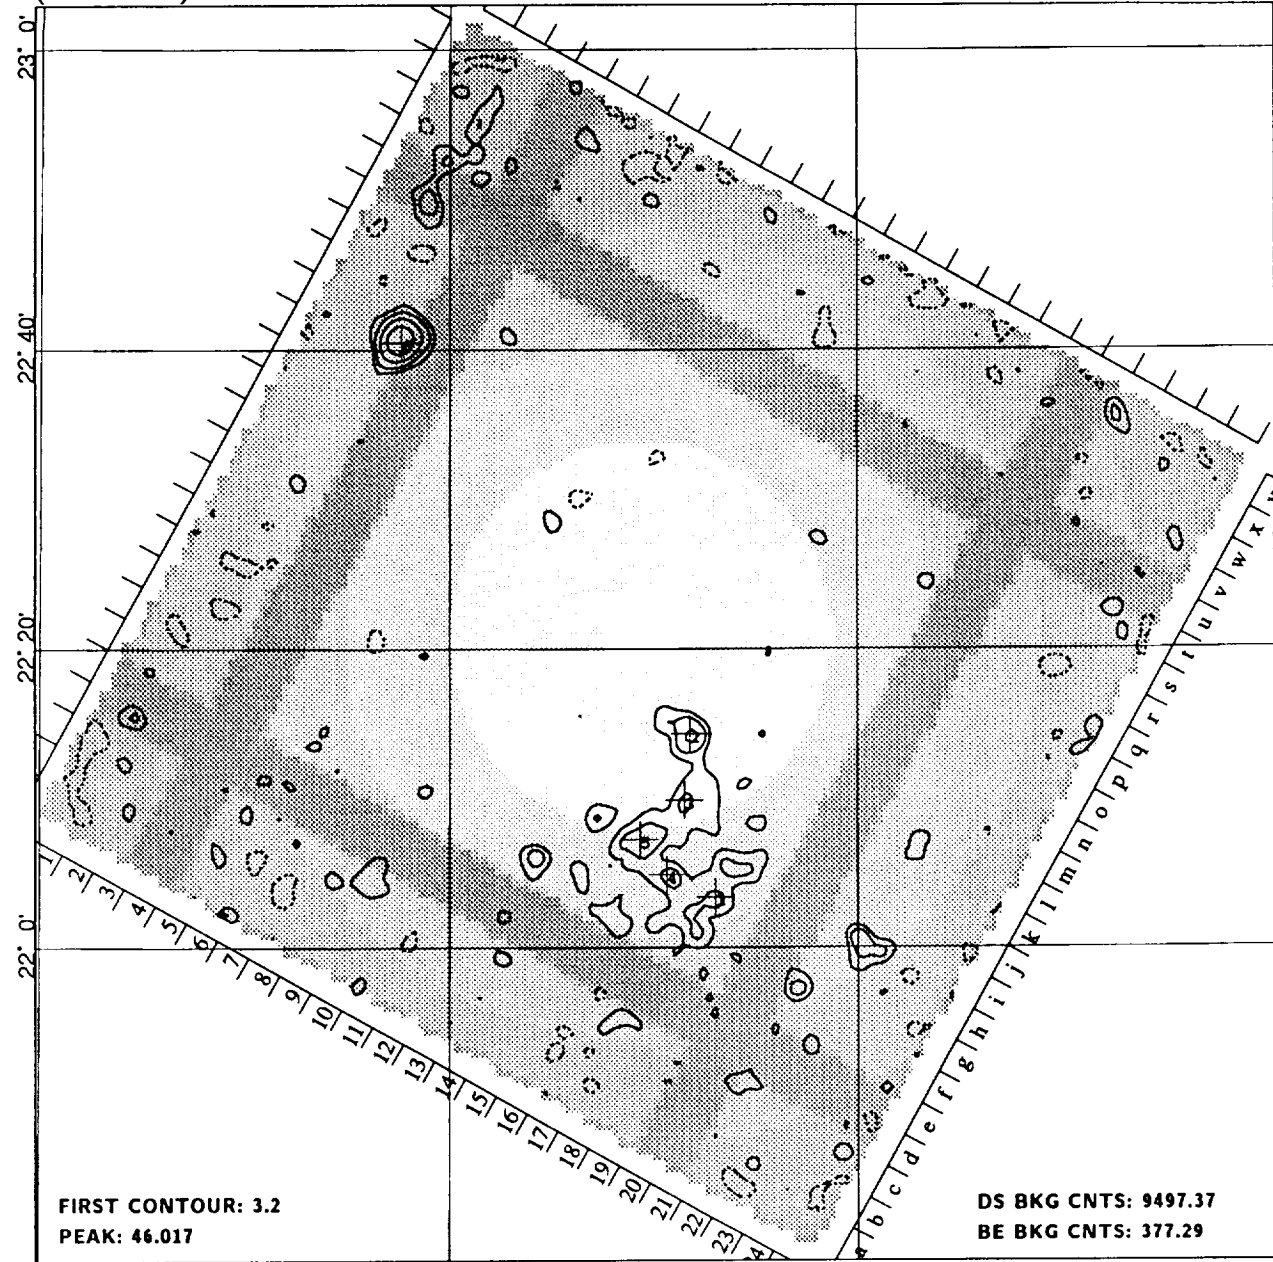 23° 0'
22° 40'
22° 20'
22° 0'
1 2 3 4 5 6 7 8 9 10 11 12 13 14 15 16 17 18 19 20 21 22 23 24
a b c d e f g h i j k l m n o p q r s t u v w x
FIRST CONTOUR: 3.2
PEAK: 46.017
DS BKG CNTS: 9497.37
BE BKG CNTS: 377.29